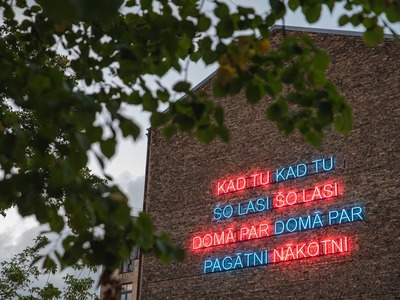 KAD TU KAD TU
ŠO LASI ŠO LASI
DOMĀ PAR DOMĀ PAR
PAGĀTNI NĀKOTNI